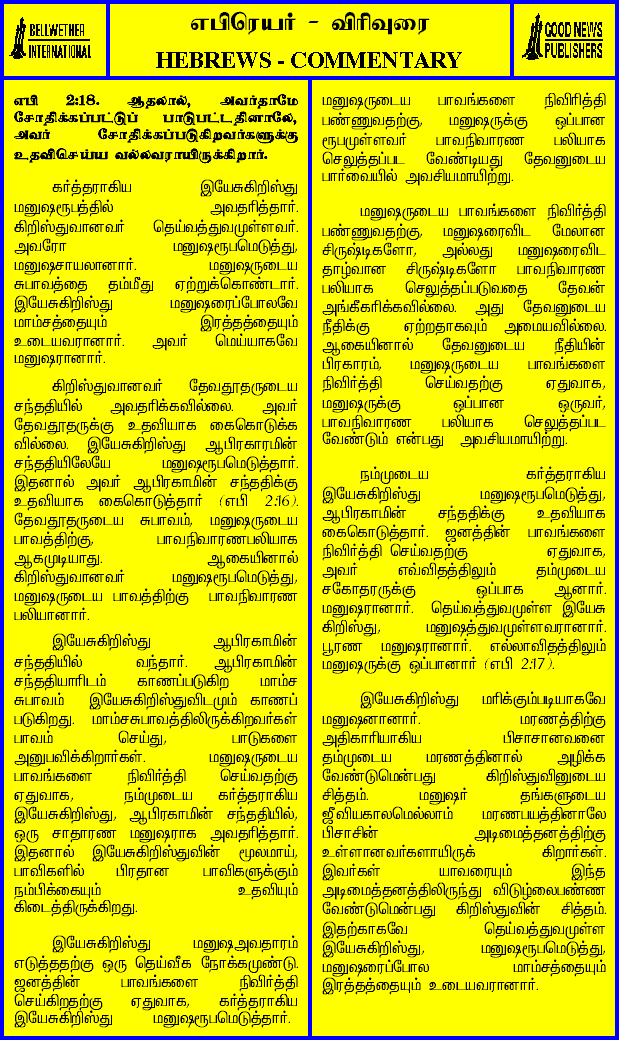 BELLWETHER
INTERNATIONAL
எபிரெயர் - விரிவுரை
HEBREWS - COMMENTARY
GOOD NEWS
PUBLISHERS
எபி 2:18. ஆதலால், அவர்தாமே
சோதிக்கப்பட்டுப் பாடுபட்டதினாலே,
அவர் சோதிக்கப்படுகிறவர்களுக்கு
உதவிசெய்ய வல்லவராயிருக்கிறார்.
கர்த்தராகிய இயேசுகிறிஸ்து
மனுஷரூபத்தில் அவதரித்தார்.
கிறிஸ்துவானவர் தெய்வத்துவமுள்ளவர்.
அவரோ மனுஷரூபமெடுத்து,
மனுஷசாயலானார். மனுஷருடைய
சுபாவத்தை தம்மீது ஏற்றுக்கொண்டார்.
இயேசுகிறிஸ்து மனுஷரைப்போலவே
மாம்சத்தையும் இரத்தத்தையும்
உடையவரானார். அவர் மெய்யாகவே
மனுஷரானார்.
கிறிஸ்துவானவர் தேவதூதருடைய
சந்ததியில் அவதரிக்கவில்லை. அவர்
தேவதூதருக்கு உதவியாக கைகொடுக்க
வில்லை. இயேசுகிறிஸ்து ஆபிரகாமின்
சந்ததியிலேயே மனுஷரூபமெடுத்தார்.
இதனால் அவர் ஆபிரகாமின் சந்ததிக்கு
உதவியாக கைகொடுத்தார் (எபி 2:16).
தேவதூதருடைய சுபாவம், மனுஷருடைய
பாவத்திற்கு, பாவநிவாரணபலியாக
ஆகமுடியாது. ஆகையினால்
கிறிஸ்துவானவர் மனுஷரூபமெடுத்து,
மனுஷருடைய பாவத்திற்கு பாவநிவாரண
பலியானார்.
இயேசுகிறிஸ்து ஆபிரகாமின்
சந்ததியில் வந்தார். ஆபிரகாமின்
சந்ததியாரிடம் காணப்படுகிற மாம்ச
சுபாவம் இயேசுகிறிஸ்துவிடமும் காணப்
படுகிறது. மாம்சசுபாவத்திலிருக்கிறவர்கள்
பாவம் செய்து, பாடுகளை
அனுபவிக்கிறார்கள். மனுஷருடைய
பாவங்களை நிவிர்த்தி செய்வதற்கு
ஏதுவாக, நம்முடைய கர்த்தராகிய
இயேசுகிறிஸ்து, ஆபிரகாமின் சந்ததியில்,
ஒரு சாதாரண மனுஷராக அவதரித்தார்.
இதனால் இயேசுகிறிஸ்துவின் மூலமாய்,
பாவிகளில் பிரதான பாவிகளுக்கும்
நம்பிக்கையும் உதவியும்
கிடைத்திருக்கிறது.
இயேசுகிறிஸ்து மனுஷஅவதாரம்
எடுத்ததற்கு ஒரு தெய்வீக நோக்கமுண்டு.
ஜனத்தின் பாவங்களை நிவிர்த்தி
செய்கிறதற்கு ஏதுவாக, கர்த்தராகிய
இயேசுகிறிஸ்து மனுஷரூபமெடுத்தார்.
மனுஷருடைய பாவங்களை நிவிர்த்தி
பண்ணுவதற்கு, மனுஷருக்கு ஒப்பான
ரூபமுள்ளவர் பாவநிவாரண பலியாக
செலுத்தப்பட வேண்டியது தேவனுடைய
பார்வையில் அவசியமாயிற்று.
மனுஷருடைய பாவங்களை நிவிர்த்தி
பண்ணுவதற்கு, மனுஷரைவிட மேலான
சிருஷ்டிகளோ, அல்லது மனுஷரைவிட
தாழ்வான சிருஷ்டிகளோ பாவநிவாரண
பலியாக செலுத்தப்படுவதை தேவன்
அங்கீகரிக்கவில்லை. அது தேவனுடைய
நீதிக்கு ஏற்றதாகவும் அமையவில்லை.
ஆகையினால் தேவனுடைய நீதியின்
பிரகாரம், மனுஷருடைய பாவங்களை
நிவிர்த்தி செய்வதற்கு ஏதுவாக,
மனுஷருக்கு ஒப்பான ஒருவர்,
பாவநிவாரண பலியாக செலுத்தப்பட
வேண்டும் என்பது அவசியமாயிற்று.
நம்முடைய கர்த்தராகிய
இயேசுகிறிஸ்து மனுஷரூபமெடுத்து,
ஆபிரகாமின் சந்ததிக்கு உதவியாக
கைகொடுத்தார். ஜனத்தின் பாவங்களை
நிவிர்த்தி செய்வதற்கு ஏதுவாக,
அவர் எவ்விதத்திலும் தம்முடைய
சகோதரருக்கு ஒப்பாக ஆனார்.
மனுஷரானார். தெய்வத்துவமுள்ள இயேசு
கிறிஸ்து, மனுஷத்துவமுள்ளவரானார்.
பூரண மனுஷரானார். எல்லாவிதத்திலும்
மனுஷருக்கு ஒப்பானார் (எபி 2:17).
இயேசுகிறிஸ்து மரிக்கும்படியாகவே
மனுஷனானார். மரணத்திற்கு
அதிகாரியாகிய பிசாசானவனை
தம்முடைய மரணத்தினால் அழிக்க
வேண்டுமென்பது கிறிஸ்துவினுடைய
சித்தம். மனுஷர் தங்களுடைய
ஜீவியகாலமெல்லாம் மரணபயத்தினாலே
பிசாசின் அடிமைத்தனத்திற்கு
உள்ளானவர்களாயிருக் கிறார்கள்.
இவர்கள் யாவரையும் இந்த
அடிமைத்தனத்திலிருந்து விடுதலைபண்ண
வேண்டுமென்பது கிறிஸ்துவின் சித்தம்.
இதற்காகவே தெய்வத்துவமுள்ள
இயேசுகிறிஸ்து, மனுஷரூபமெடுத்து,
மனுஷரைப்போல மாம்சத்தையும்
இரத்தத்தையும் உடையவரானார்.